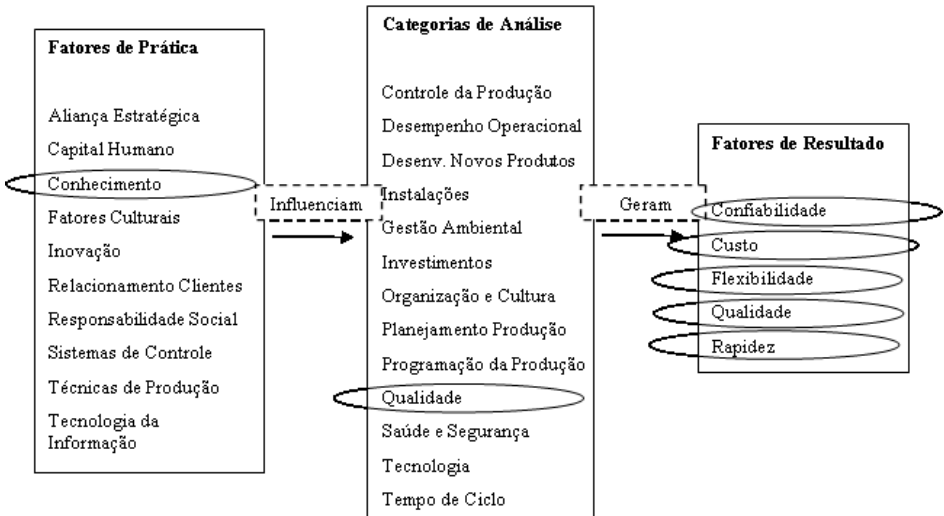 Fatores de Prática
Aliança Estratégica
Capital Humano
Conhecimento
Fatores Culturais
Inovação
Relacionamento Clientes
Responsabilidade Social
Sistemas de Controle
Técnicas de Produção
Tecnologia da
Informação
Influenciam
Categorias de Análise
Controle da Produção
Desempenho Operacional
Desenv. Novos Produtos
Instalações
Gestão Ambiental
Investimentos
Organização e Cultura
Planejamento Produção
Programação da Produção
Qualidade
Saúde e Segurança
Tecnologia
Tempo de Ciclo
Geram
Fatores de Resultado
Confiabilidade
Custo
Flexibilidade
Qualidade
Rapidez